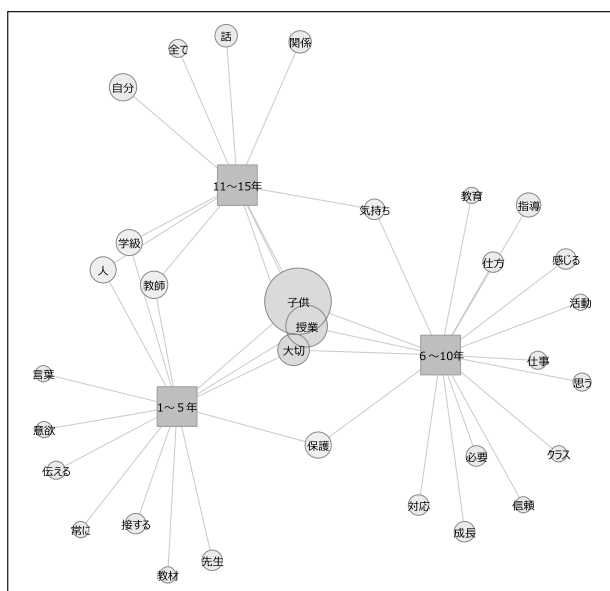 話
関係
全て
自分
11～15年
教育
指導
気持ち
学級
仕方
感じる
人
教師
子供
活動
授業
大切
6～10年
仕事
言葉
思う
1～5年
意欲
保護
クラス
必要
伝える
信頼
対応
常に
接する
成長
先生
教材